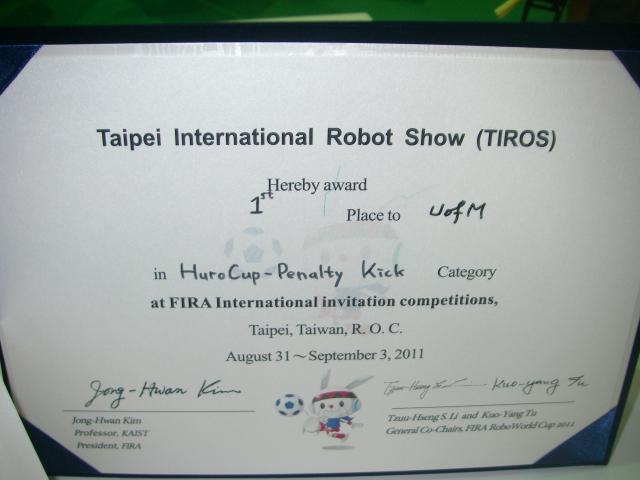 Taipei International Robot Show (TIROS)
Hereby award
1st Place to UofM
in HuroCup-Penalty Kick Category
at FIRA International invitation competitions,
Taipei, Taiwan, R. O. C.
August 31～September 3, 2011
Jong-Hwan Kim
Kuo-yang Tu
Jong-Hwan Kim
Professor, KAIST
President, FIRA
Tzuu-Hseng S. Li and Kuo-Yang Tu
General Co-Chairs, FIRA RoboWorld Cup 2011